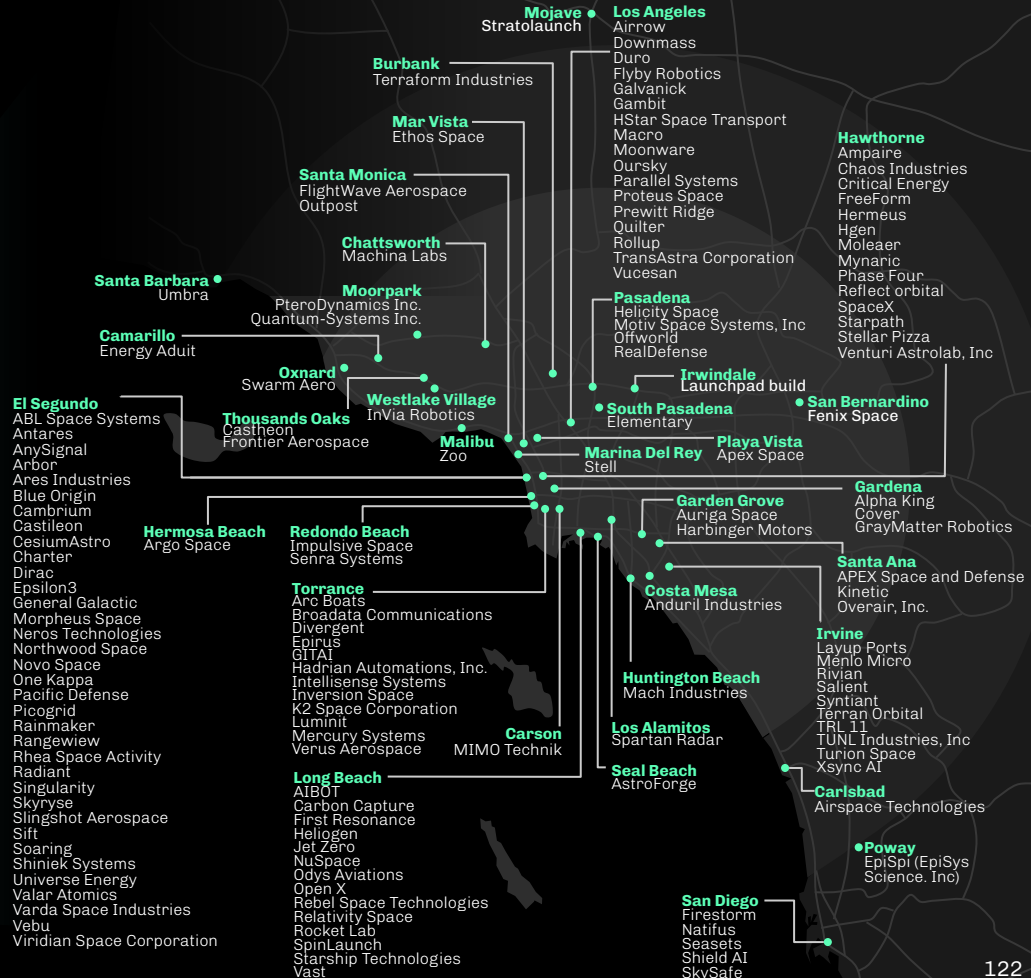 Mojave
Stratolaunch
Los Angeles
Airrow
Downmass
Duro
Flyby Robotics
Galvanick
Gambit
HStar Space Transport
Macro
Moonware
Oursky
Parallel Systems
Proteus Space
Prewitt Ridge
Quilter
Rollup
TransAstra Corporation
Vucesan
Burbank
Terraform Industries
Mar Vista
Ethos Space
Santa Monica
FlightWave Aerospace
Outpost
Chattsworth
Machina Labs
Hawthorne
Ampaire
Chaos Industries
Critical Energy
FreeForm
Hermeus
Hgen
Moleaer
Mynaric
Phase Four
Reflect orbital
SpaceX
Starpath
Stellar Pizza
Venturi Astrolab, Inc
Santa Barbara
Umbra
Moorpark
PteroDynamics Inc.
Quantum-Systems Inc.
Camarillo
Energy Aduit
Pasadena
Helicity Space
Motiv Space Systems, Inc
Offworld
RealDefense
Oxnard
Swarm Aero
Irwindale
Launchpad build
Westlake Village
InVia Robotics
South Pasadena
Elementary
San Bernardino
Fenix Space
Thousands Oaks
Castheon
Frontier Aerospace
Malibu
Zoo
Playa Vista
Apex Space
Marina Del Rey
Stell
El Segundo
ABL Space Systems
Antares
AnySignal
Arbor
Ares Industries
Blue Origin
Cambrium
Castileon
CesiumAstro
Charter
Dirac
Epsilon3
General Galactic
Morpheus Space
Neros Technologies
Northwood Space
Novo Space
One Kappa
Pacific Defense
Picogrid
Rainmaker
Rangewiew
Rhea Space Activity
Radiant
Singularity
Skyryse
Slingshot Aerospace
Sift
Soaring
Shiniek Systems
Universe Energy
Valar Atomics
Varda Space Industries
Vebu
Viridian Space Corporation
Hermosa Beach
Argo Space
Redondo Beach
Impulsive Space
Senra Systems
Gardena
Alpha King
Cover
GrayMatter Robotics
Garden Grove
Auriga Space
Harbinger Motors
Santa Ana
APEX Space and Defense
Kinetic
Overair, Inc.
Torrance
Arc Boats
Broadata Communications
Divergent
Epirus
GITAI
Hadrian Automations, Inc.
Intellisense Systems
Inversion Space
K2 Space Corporation
Luminit
Mercury Systems
Verus Aerospace
Costa Mesa
Anduril Industries
Irvine
Layup Ports
Menlo Micro
Rivian
Salient
Syntiant
Terran Orbital
TRL 11
TUNL Industries, Inc
Turion Space
Xsync AI
Huntington Beach
Mach Industries
Carson
MIMO Technik
Los Alamitos
Spartan Radar
Seal Beach
AstroForge
Long Beach
AIBOT
Carbon Capture
First Resonance
Heliogen
Jet Zero
NuSpace
Odys Aviations
Open X
Rebel Space Technologies
Relativity Space
Rocket Lab
SpinLaunch
Starship Technologies
Vast
Carlsbad
Airspace Technologies
Poway
EpiSpi (EpiSys
Science. Inc)
San Diego
Firestorm
Natifus
Seasets
Shield AI
SkySafe
122